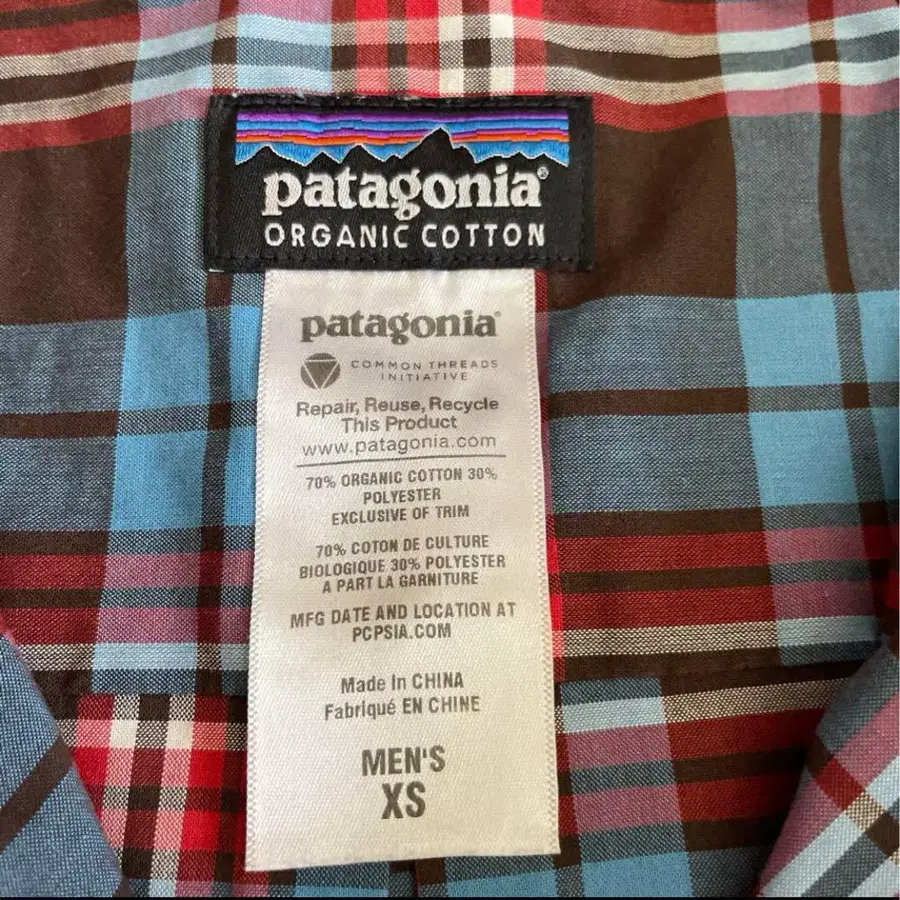 patagonia®
ORGANIC COTTON
patagonia®
COMMON THREADS
INITIATIVE
Repair, Reuse, Recycle
This Product
www.patagonia.com
70% ORGANIC COTTON 30%
POLYESTER
EXCLUSIVE OF TRIM
70% COTON DE CULTURE
BIOLOGIQUE 30% POLYESTER
A PART LA GARNITURE
MFG DATE AND LOCATION AT
PCPSIA.COM
Made In CHINA
Fabriqué EN CHINE
MEN'S
XS